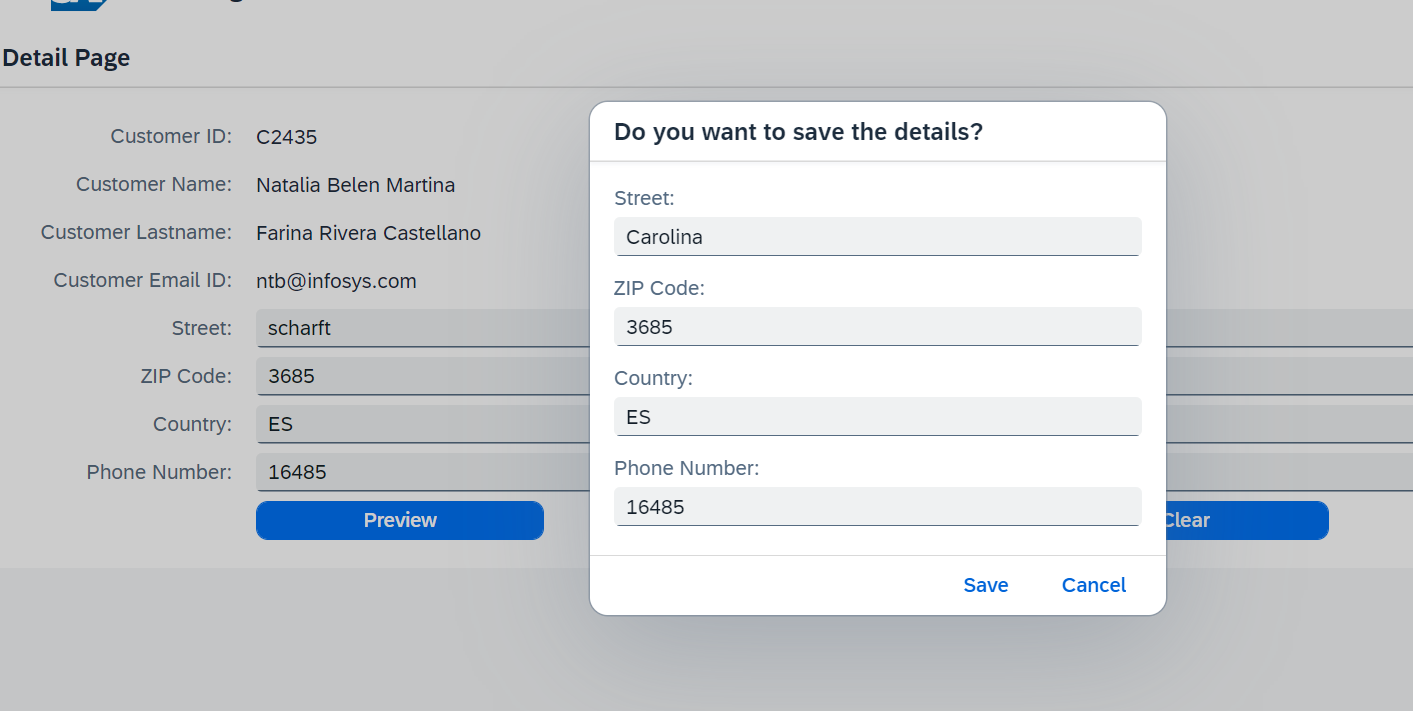 Detail Page
Customer ID: C2435
Customer Name: Natalia Belen Martina
Customer Lastname: Farina Rivera Castellano
Customer Email ID: ntb@infosys.com
Street: scharft
ZIP Code: 3685
Country: ES
Phone Number: 16485
Preview
Clear
Do you want to save the details?
Street:
Carolina
ZIP Code:
3685
Country:
ES
Phone Number:
16485
Save Cancel